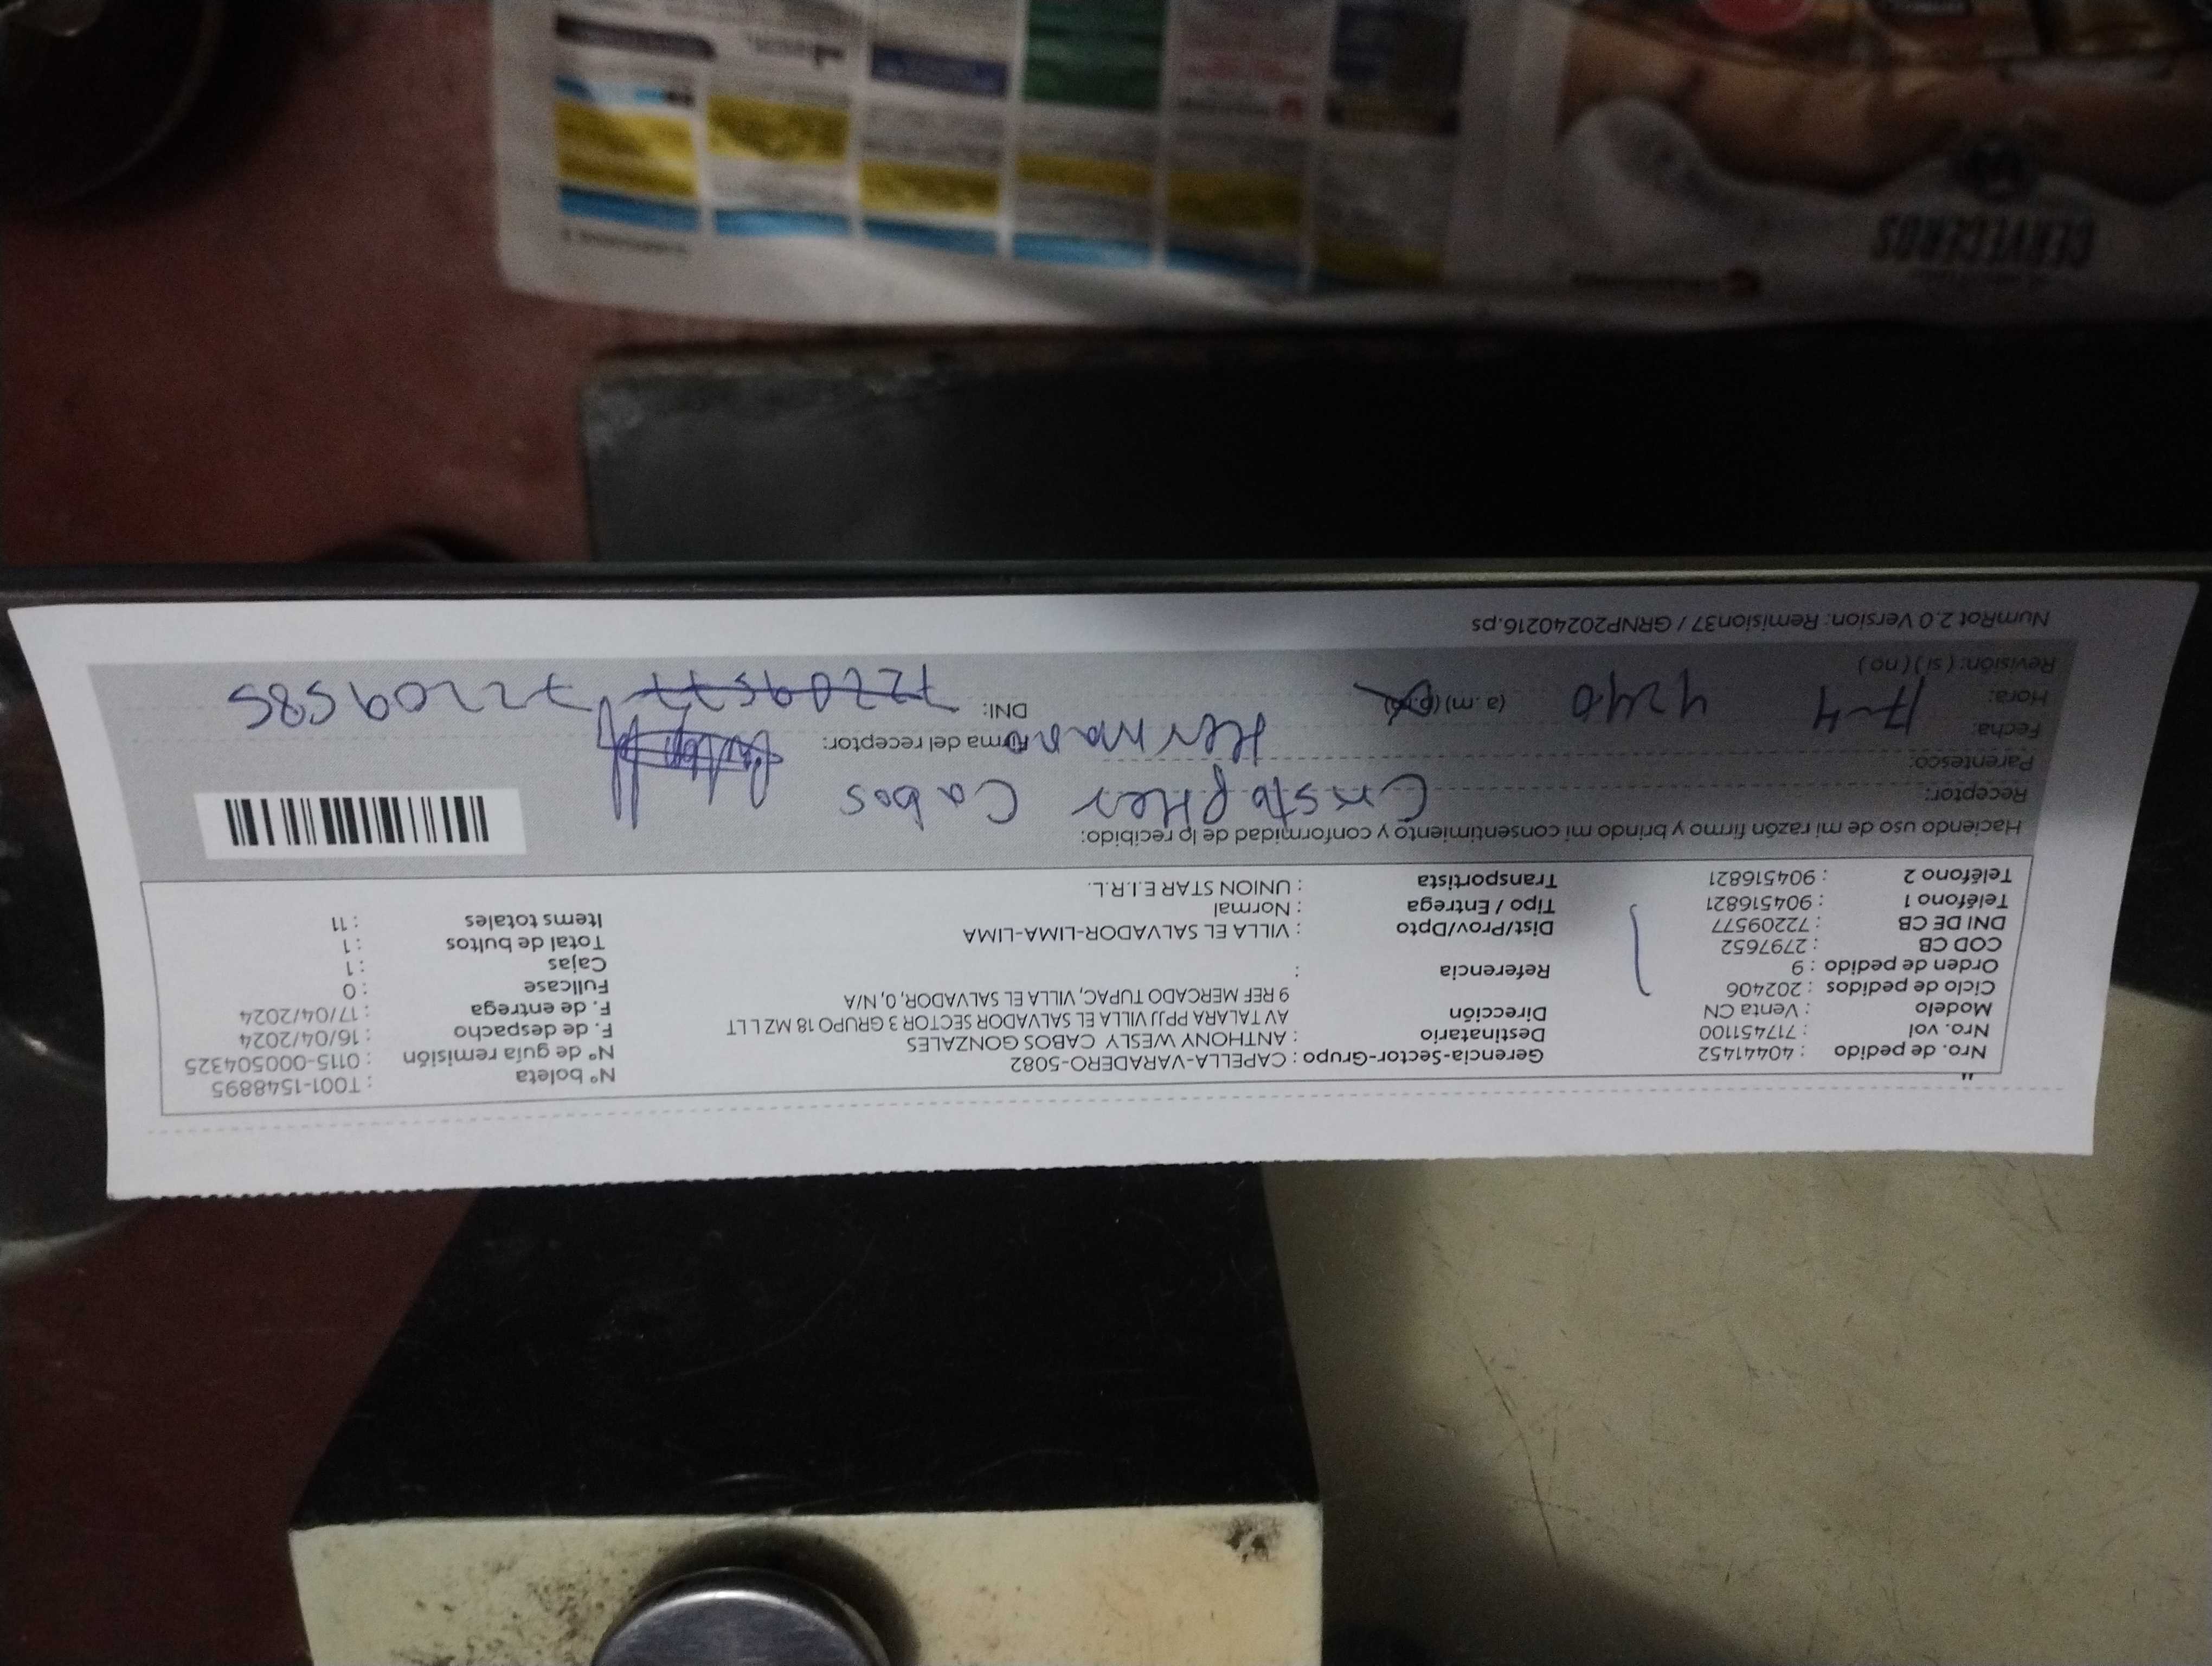 Nro. de pedido : 40441452
Nro. vol : 717451100
Modelo : Venta CN
Ciclo de pedidos : 202406
Orden de pedido : 9
COD CB : 2797652
DNI DE CB : 72209577
Teléfono 1 : 904516821
Teléfono 2 : 904516821
Gerencia-Sector-Grupo : CAPELLA-VARADERO-5082
Destinatario : ANTHONY WESLY CABOS GONZALES
Dirección AV TALARA PPJJ VILLA EL SALVADOR SECTOR 3 GRUPO 18 MZ L LT
9 REF MERCADO TUPAC, VILLA EL SALVADOR, 0, N/A
Referencia :
Dist/Prov/Dpto : VILLA EL SALVADOR-LIMA-LIMA
Tipo / Entrega : Normal
Transportista : UNION STAR E.I.R.L.
N° boleta : T001-1548895
N° de guía remisión : 0115-000504325
F. de despacho : 16/04/2024
F. de entrega : 17/04/2024
Fullcase : 0
Cajas : 1
Total de bultos : 1
Items totales : 11
Haciendo uso de mi razón firmo y brindo mi consentimiento y conformidad de lo recibido:
Receptor: Cristopher Cabos
Parentesco: Hermano
Firma del receptor:
Fecha: 17-4
Hora: 4240 (a.m)(p.m)
DNI: 72209577 72209585
Revisión: ( si ) ( no )
NumRot 2.0 Version: Remision37 / GRNP20240216.ps
CERVECEROS